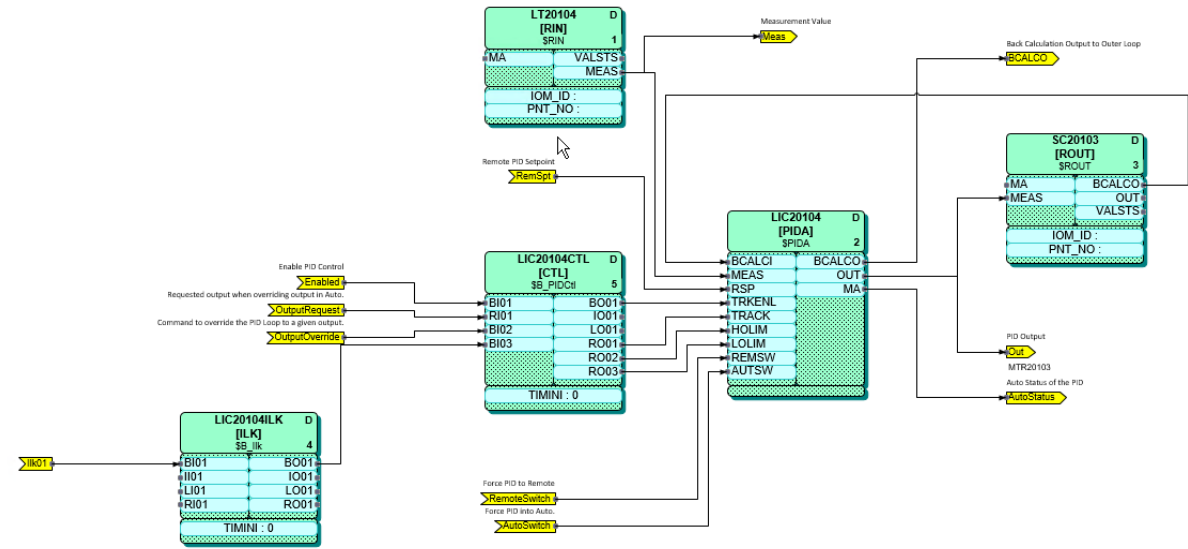 LT20104 D
[RIN]
$RIN 1
MA VALSTS
MEAS
IOM_ID :
PNT_NO :
Measurement Value
Meas
Back Calculation Output to Outer Loop
BCALCO
Remote PID Setpoint
RemSpt
SC20103 D
[ROUT]
$ROUT 3
MA BCALCO
MEAS OUT
VALSTS
IOM_ID :
PNT_NO :
LIC20104 D
[PIDA]
$PIDA 2
BCALCI BCALCO
MEAS OUT
RSP MA
TRKENL
TRACK
HOLIM
LOLIM
REMSW
AUTSW
Enable PID Control
Enabled
Requested output when overriding output in Auto.
OutputRequest
Command to override the PID Loop to a given output.
OutputOverride
LIC20104CTL D
[CTL]
$B_PIDCtl 5
BI01 BO01
RI01 IO01
BI02 LO01
BI03 RO01
RO02
RO03
TIMINI : 0
PID Output
Out
MTR20103
Auto Status of the PID
AutoStatus
LIC20104ILK D
[ILK]
$B_Ilk 4
BI01 BO01
II01 IO01
LI01 LO01
RI01 RO01
TIMINI : 0
Ilk01
Force PID to Remote
RemoteSwitch
Force PID into Auto.
AutoSwitch